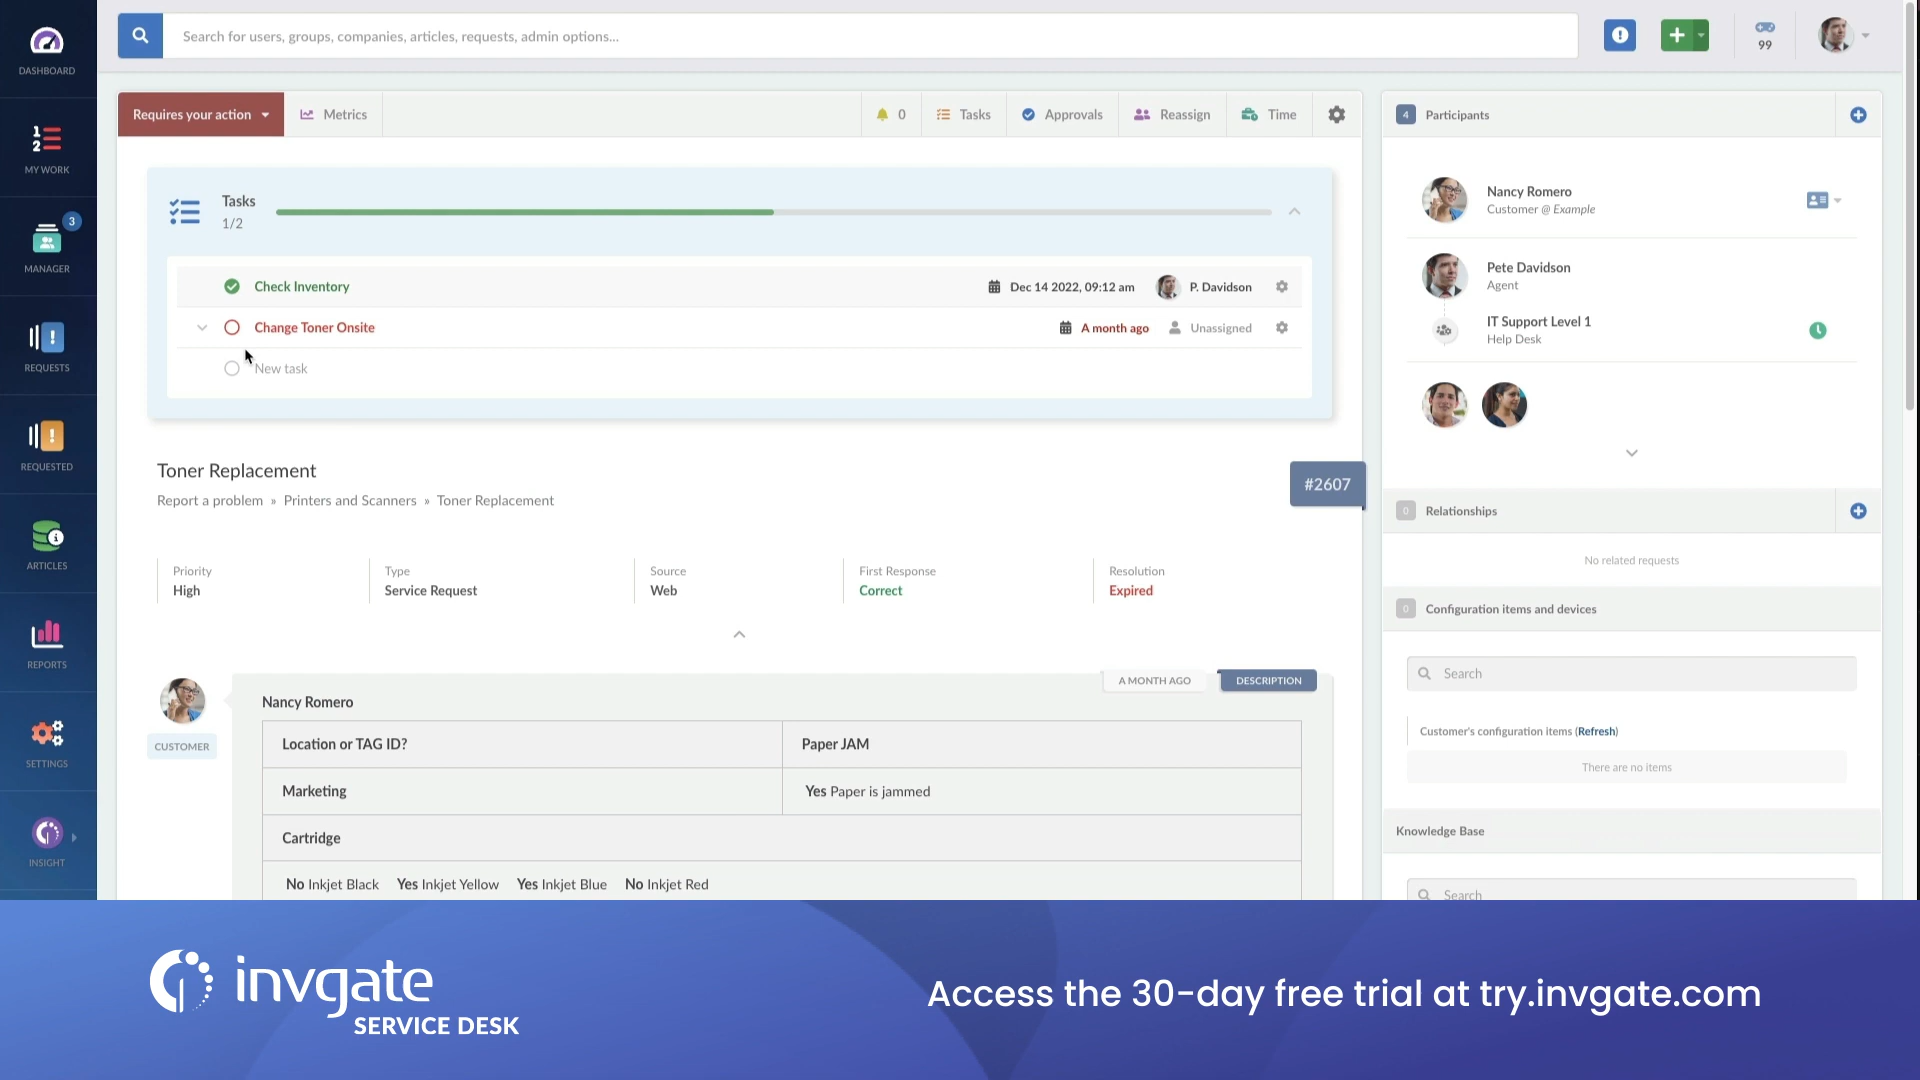 Search for users, groups, companies, articles, requests, admin options...
99
DASHBOARD
12
MY WORK
3
MANAGER
REQUESTS
REQUESTED
ARTICLES
REPORTS
SETTINGS
INSIGHT
Requires your action
Metrics
0
Tasks
Approvals
Reassign
Time
Tasks
1/2
Check Inventory
Dec 14 2022, 09:12 am
P. Davidson
Change Toner Onsite
A month ago
Unassigned
New task
Toner Replacement
#2607
Report a problem » Printers and Scanners » Toner Replacement
Priority
High
Type
Service Request
Source
Web
First Response
Correct
Resolution
Expired
A MONTH AGO
DESCRIPTION
Nancy Romero
CUSTOMER
Location or TAG ID?
Paper JAM
Marketing
Yes Paper is jammed
Cartridge
No Inkjet Black Yes Inkjet Yellow Yes Inkjet Blue No Inkjet Red
4 Participants
Nancy Romero
Customer @ Example
Pete Davidson
Agent
IT Support Level 1
Help Desk
0 Relationships
No related requests
0 Configuration items and devices
Search
Customer's configuration items (Refresh)
There are no items
Knowledge Base
Search
invgate
SERVICE DESK
Access the 30-day free trial at try.invgate.com